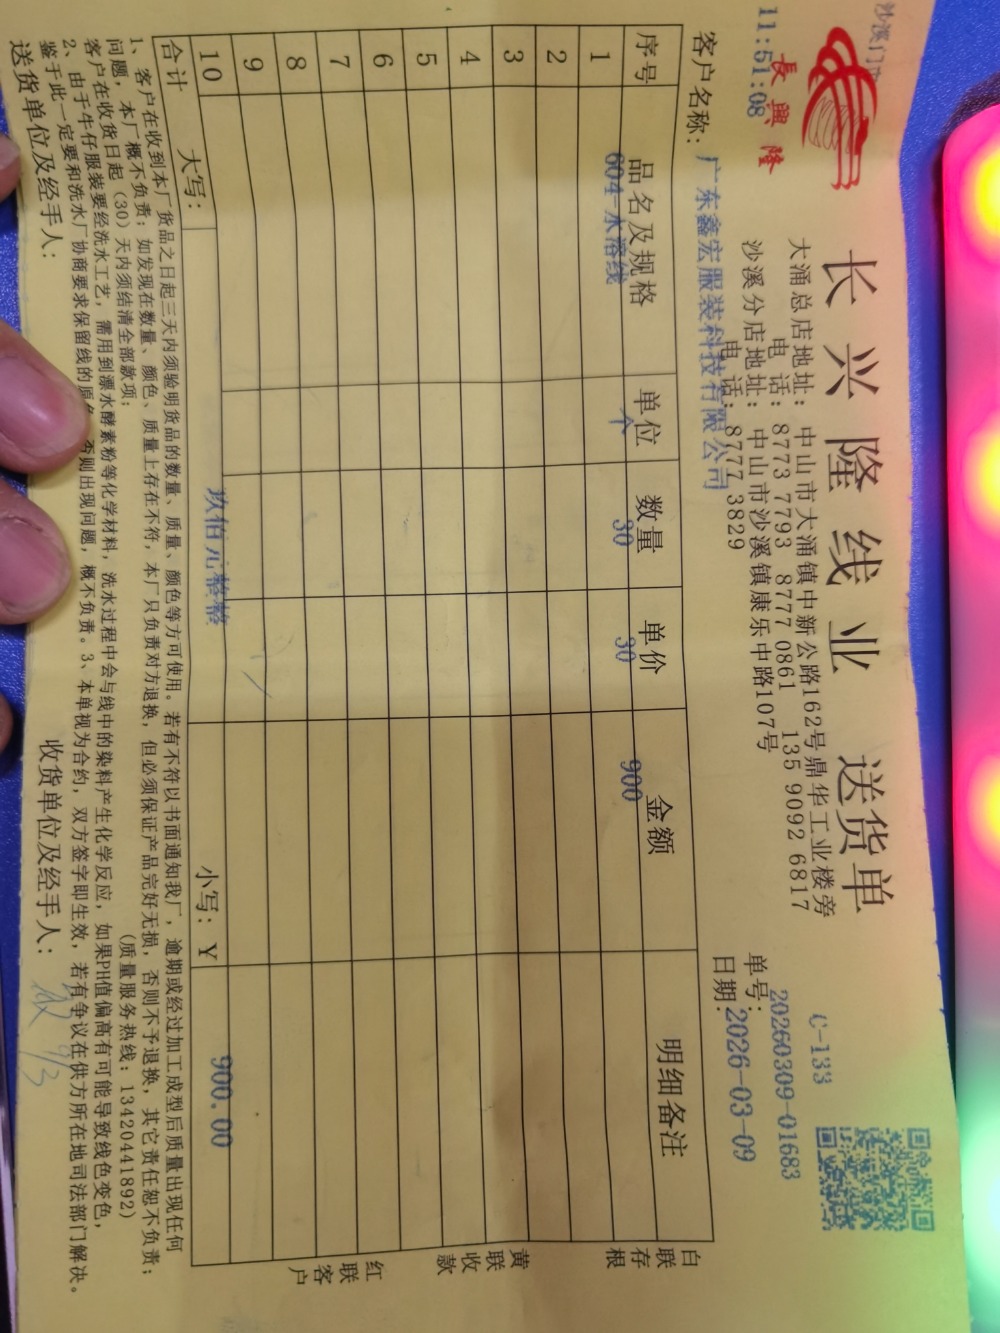 沙溪门
11:51:08
長興隆
长兴隆线业 送货单
大涌总店地址：中山市大涌镇中新公路162号鼎华工业楼旁
电话：8773 7793 8777 0861 135 9092 6817
沙溪分店地址：中山市沙溪镇康乐中路107号
电话：8777 3829
C-133
单号：20260309-01683
日期：2026-03-09
客户名称：广东鑫宏服装科技有限公司
序号 品名及规格 单位 数量 单价 金额 明细备注
1 604-水溶线 个 30 30 900
2
3
4
5
6
7
8
9
10
合计 大写：玖佰元整整 小写：￥ 900.00
白联存根
黄联收款
红联客户
1、客户在收到本厂货品之日起三天内须验明货品的数量、质量、颜色等方可使用。若有不符以书面通知我厂，逾期或经过加工成型后质量出现任何
问题，本厂概不负责；如发现在数量、颜色、质量上存在不符，本厂只负责对方退换，但必须保证产品完好无损，否则不予退换，其它责任恕不负责；
客户在收货日起（30）天内须结清全部款项； （质量服务热线：13420441892）
2、由于牛仔服装要经洗水工艺，需用到漂水酵素粉等化学材料，洗水过程中会与线中的染料产生化学反应，如果PH值偏高有可能导致线色变色，
鉴于此一定要和洗水厂协商要求保留线的原 否则出现问题，概不负责。3、本单视为合约，双方签字即生效，若有争议在供方所在地司法部门解决。
送货单位及经手人： 收货单位及经手人：